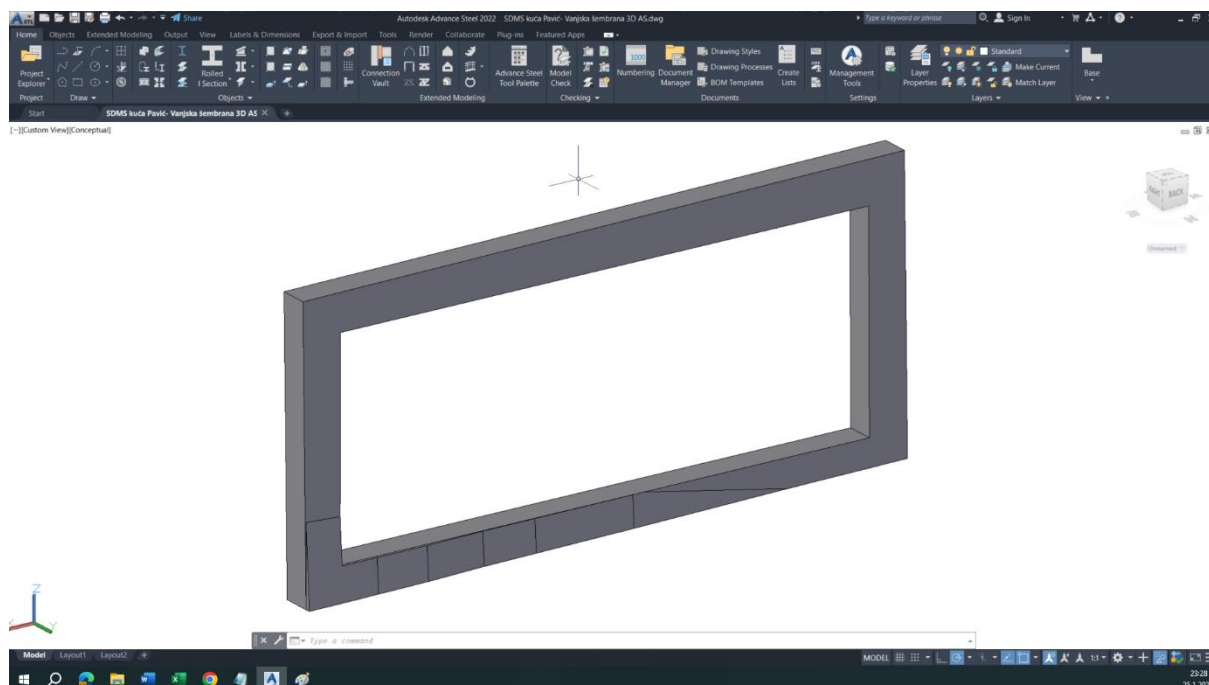 Share Autodesk Advance Steel 2022 SDMS kuća Pavić- Vanjska šembrana 3D AS.dwg Type a keyword or phrase Sign In
Home Objects Extended Modeling Output View Labels & Dimensions Export & Import Tools Render Collaborate Plug-ins Featured Apps
Project Explorer
Rolled I Section
Connection Vault
Advance Steel Tool Palette
Model Check
1000
Numbering
Document Manager
Drawing Styles
Drawing Processes
BOM Templates
Create Lists
Management Tools
Layer Properties
Standard
Make Current
Match Layer
Base
Project Draw Objects Extended Modeling Checking Documents Settings Layers View
Start SDMS kuća Pavić- Vanjska šembrana 3D AS
[−][Custom View][Conceptual]
RIGHT BACK
Unnamed
Z
Y
Type a command
Model Layout1 Layout2 MODEL 1:1
23:28